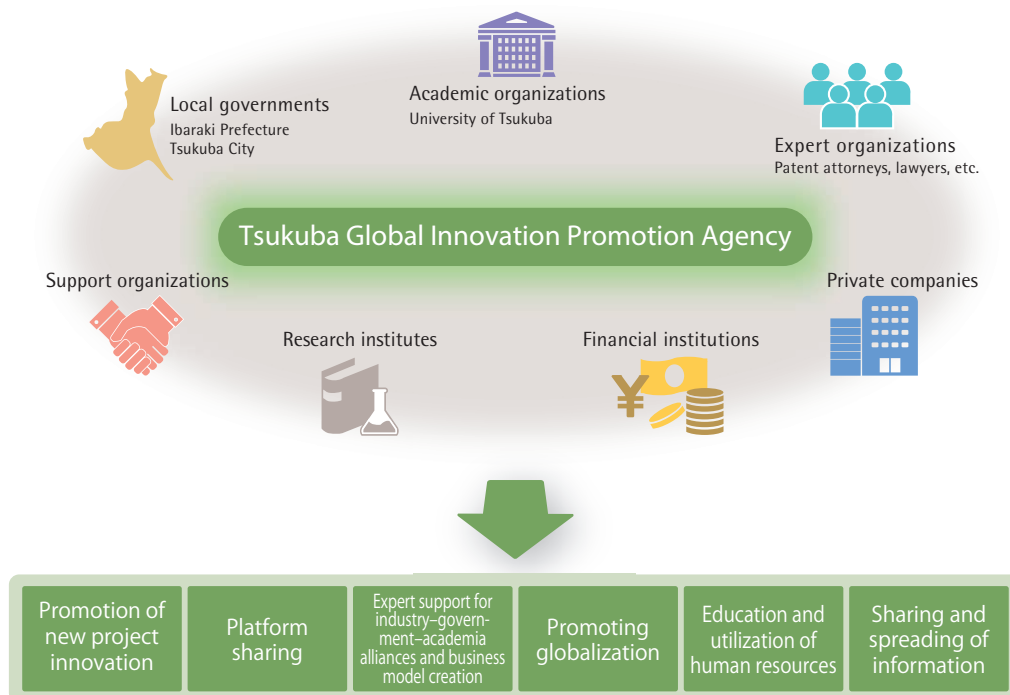 Academic organizations
University of Tsukuba
Local governments
Ibaraki Prefecture
Tsukuba City
Expert organizations
Patent attorneys, lawyers, etc.
Tsukuba Global Innovation Promotion Agency
Support organizations
Private companies
Research institutes
Financial institutions
¥
Promotion of
new project
innovation
Platform
sharing
Expert support for
industry–govern-
ment–academia
alliances and business
model creation
Promoting
globalization
Education and
utilization of
human resources
Sharing and
spreading of
information